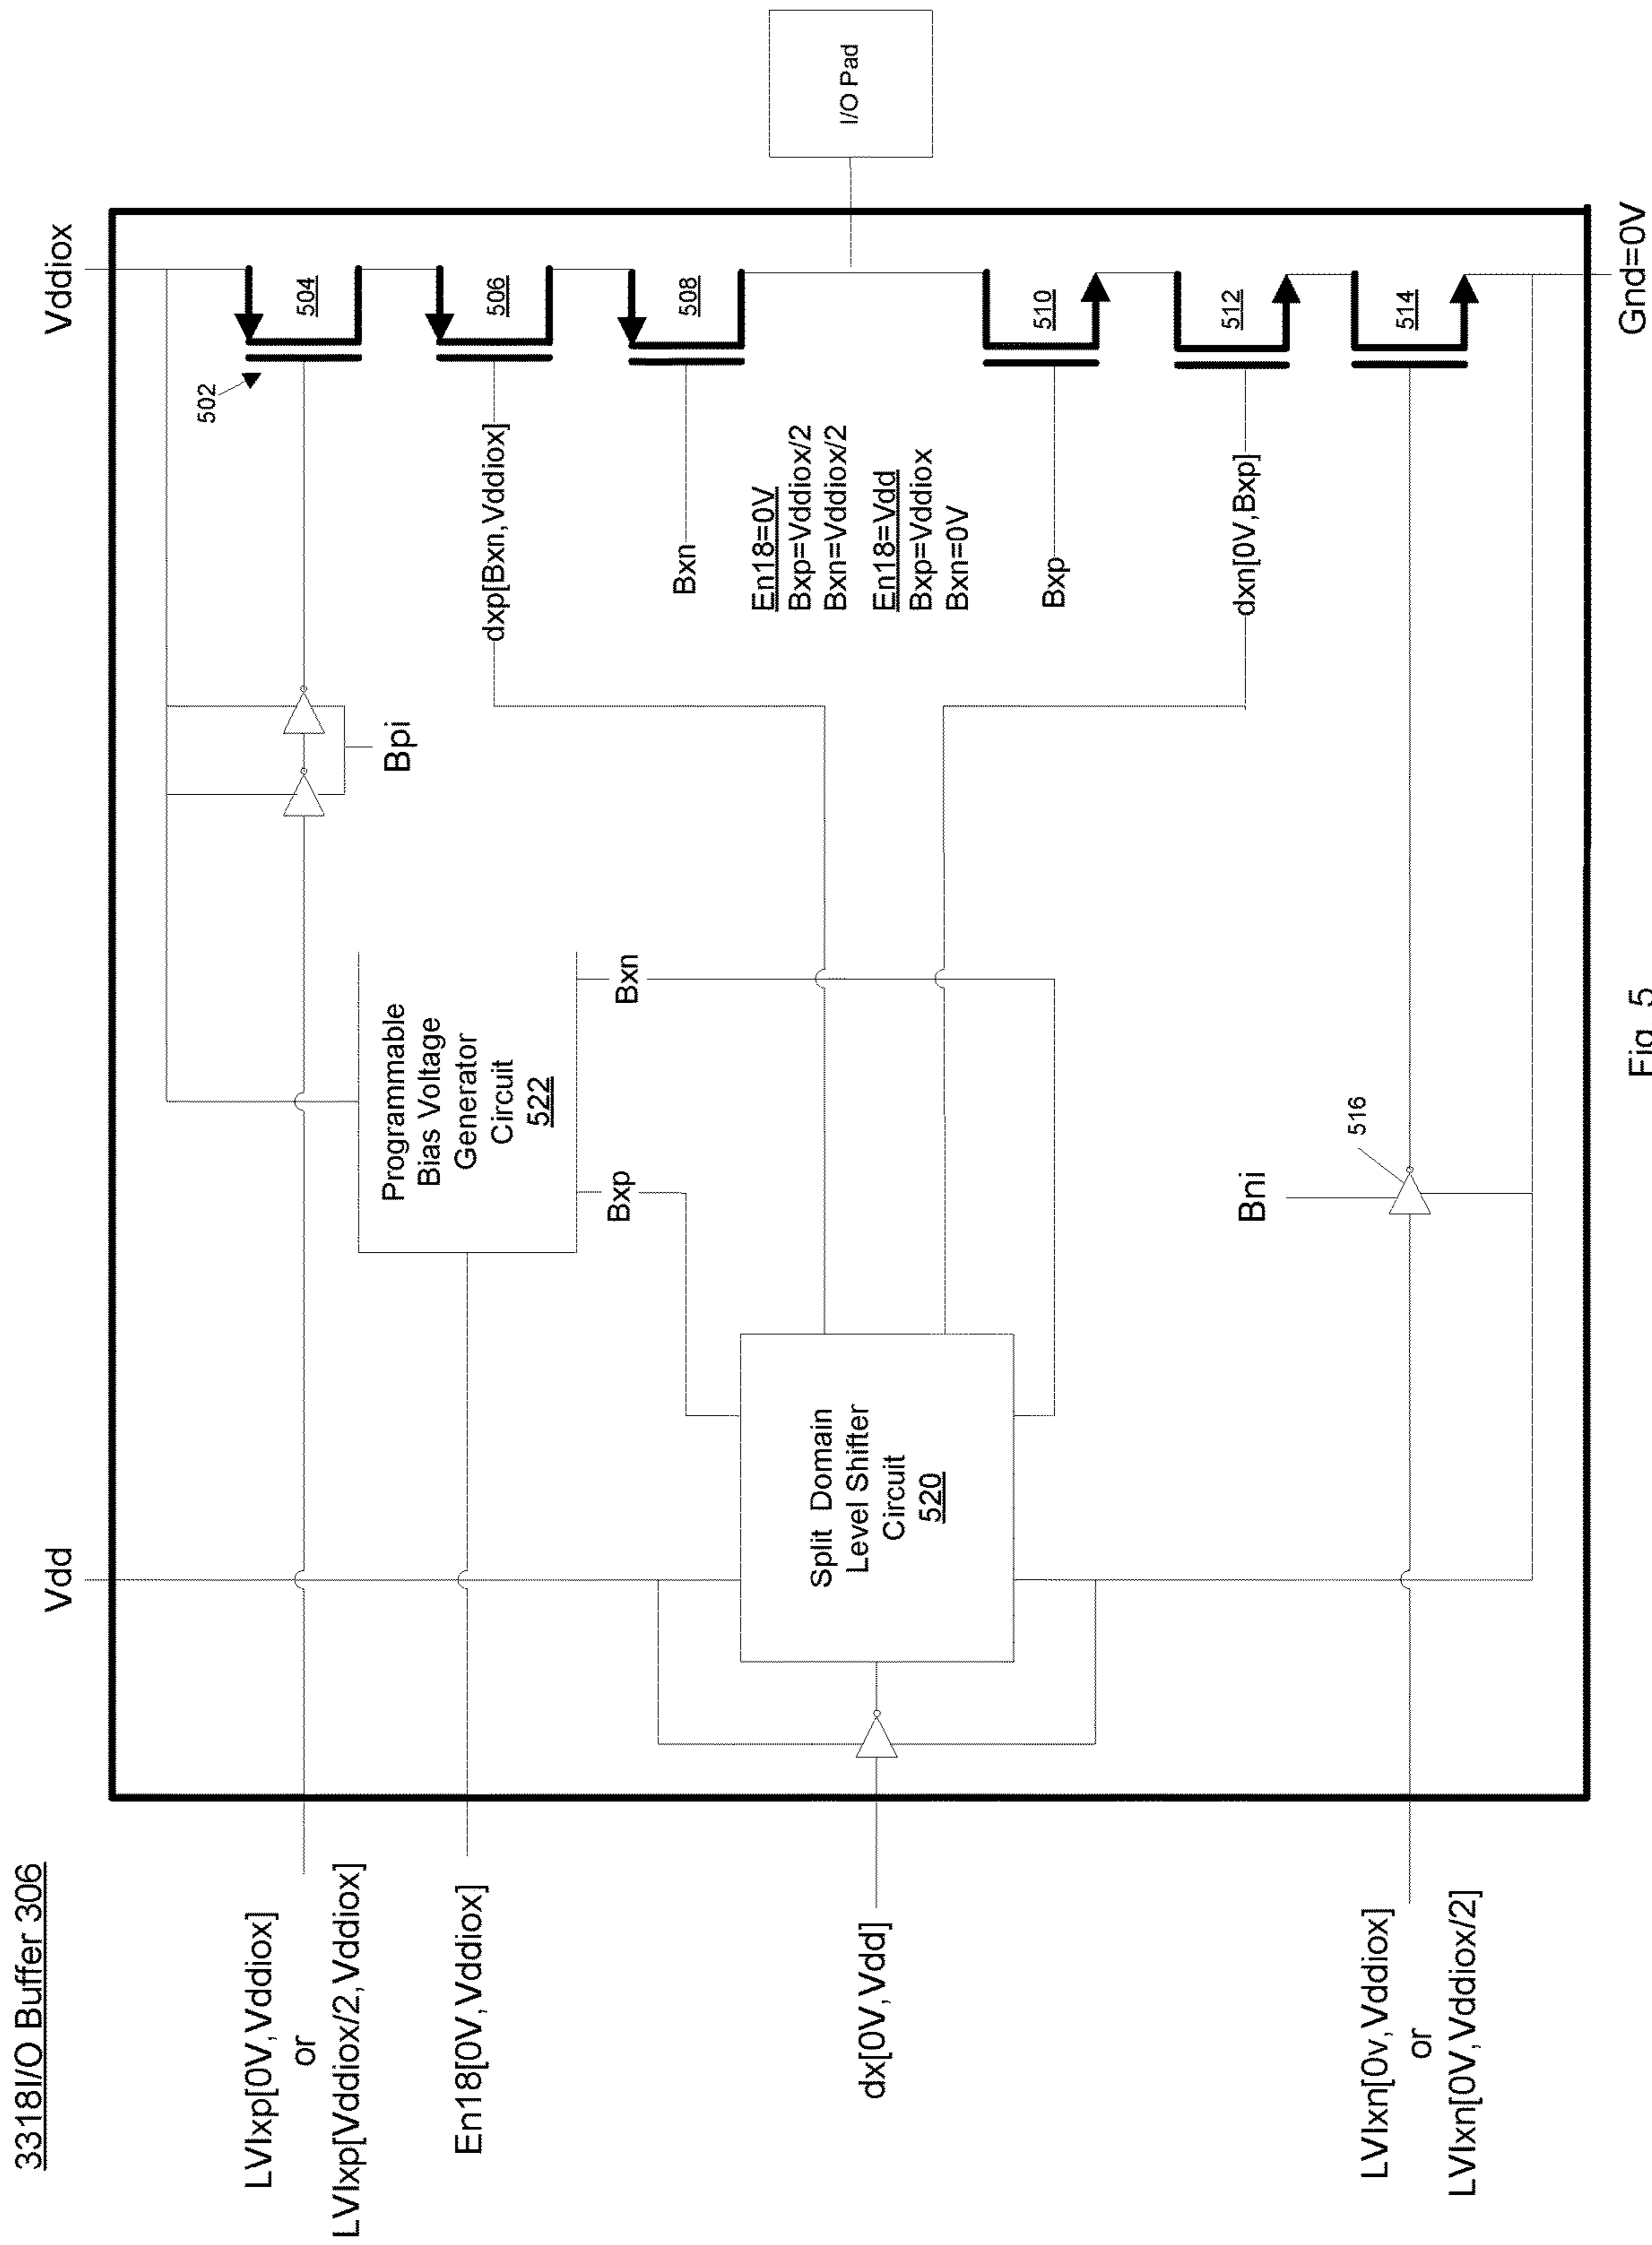 3318I/O Buffer 306
Vdd
Vddiox
LVIxp[0V,Vddiox]
or
LVIxp[Vddiox/2,Vddiox]
En18[0V,Vddiox]
dx[0V,Vdd]
LVIxn[0v,Vddiox]
or
LVIxn[0V,Vddiox/2]
Programmable
Bias Voltage
Generator
Circuit
522
Bxp
Bxn
Split Domain
Level Shifter
Circuit
520
Bpi
Bni
516
502
504
506
508
510
512
514
dxp[Bxn,Vddiox]
Bxn
En18=0V
Bxp=Vddiox/2
Bxn=Vddiox/2
En18=Vdd
Bxp=Vddiox
Bxn=0V
Bxp
dxn[0V,Bxp]
I/O Pad
Gnd=0V
Fig. 5